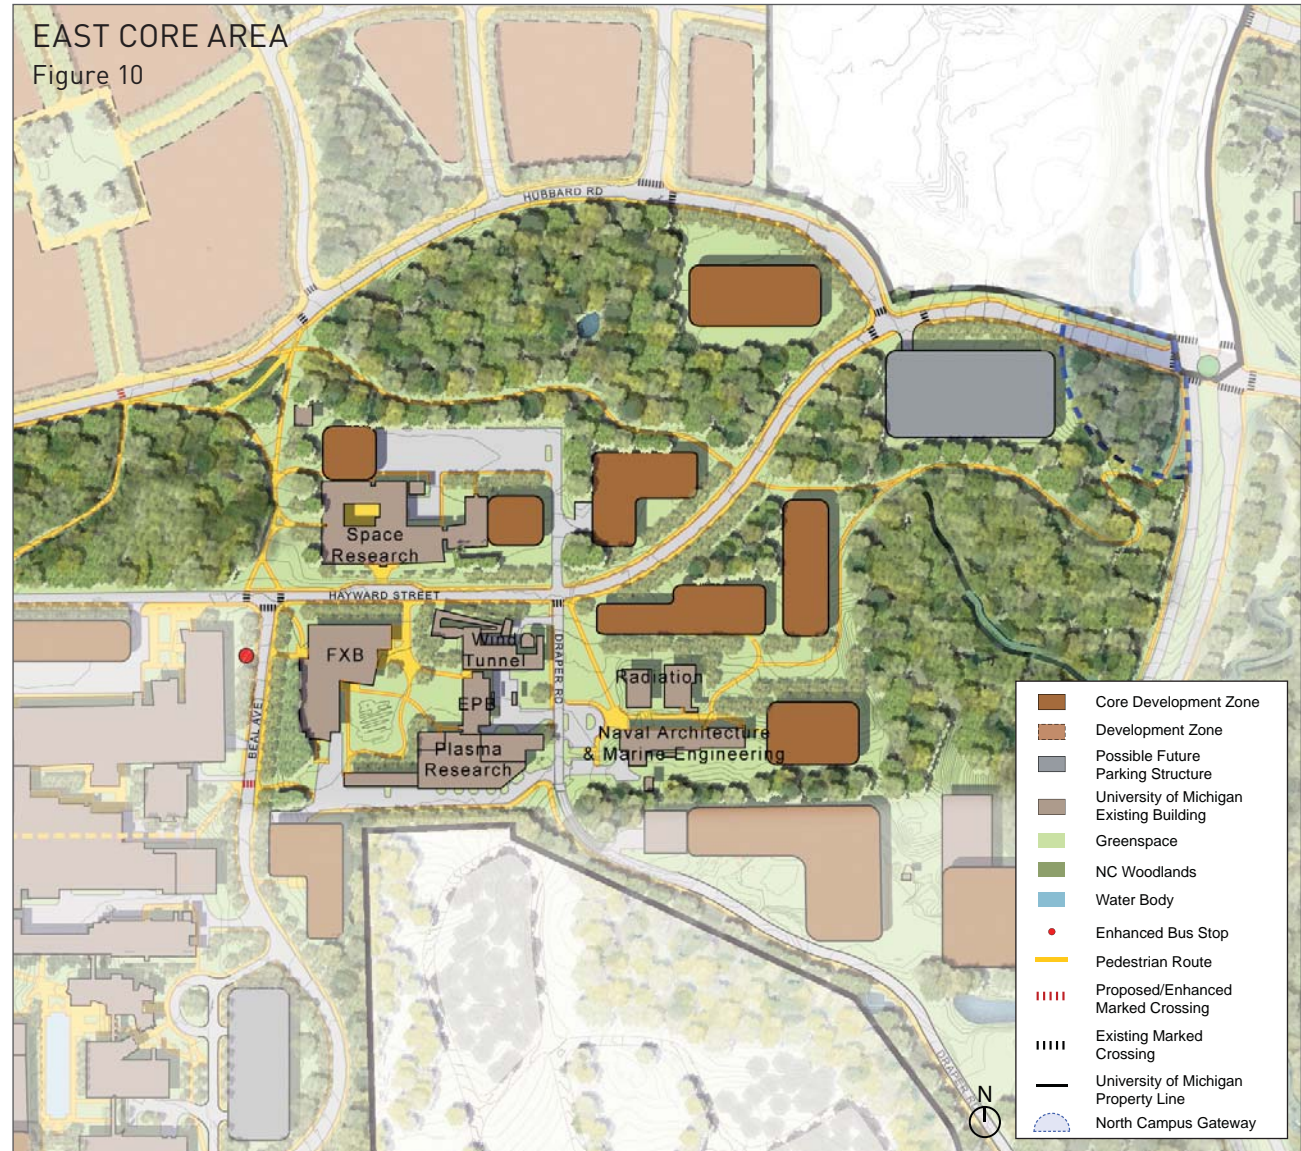 EAST CORE AREA
Figure 10
HUBBARD RD
Space
Research
HAYWARD STREET
FXB
Wind
Tunnel
DRAPER RD
Radiation
EPB
BEAL AVE
Naval Architecture
& Marine Engineering
Plasma
Research
DRAPER
N
Core Development Zone
Development Zone
Possible Future
Parking Structure
University of Michigan
Existing Building
Greenspace
NC Woodlands
Water Body
Enhanced Bus Stop
Pedestrian Route
Proposed/Enhanced
Marked Crossing
Existing Marked
Crossing
University of Michigan
Property Line
North Campus Gateway